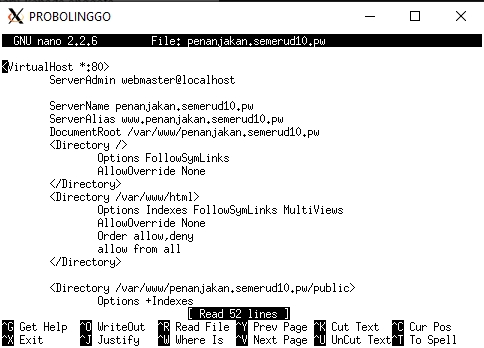 PROBOLINGGO
GNU nano 2.2.6 File: penanjakan.semerud10.pw
<VirtualHost *:80>
ServerAdmin webmaster@localhost
ServerName penanjakan.semerud10.pw
ServerAlias www.penanjakan.semerud10.pw
DocumentRoot /var/www/penanjakan.semerud10.pw
<Directory />
Options FollowSymLinks
AllowOverride None
</Directory>
<Directory /var/www/html>
Options Indexes FollowSymLinks MultiViews
AllowOverride None
Order allow,deny
allow from all
</Directory>
<Directory /var/www/penanjakan.semerud10.pw/public>
Options +Indexes
[ Read 52 lines ]
^G Get Help ^O WriteOut ^R Read File ^Y Prev Page ^K Cut Text ^C Cur Pos
^X Exit ^J Justify ^W Where Is ^V Next Page ^U UnCut Text ^T To Spell